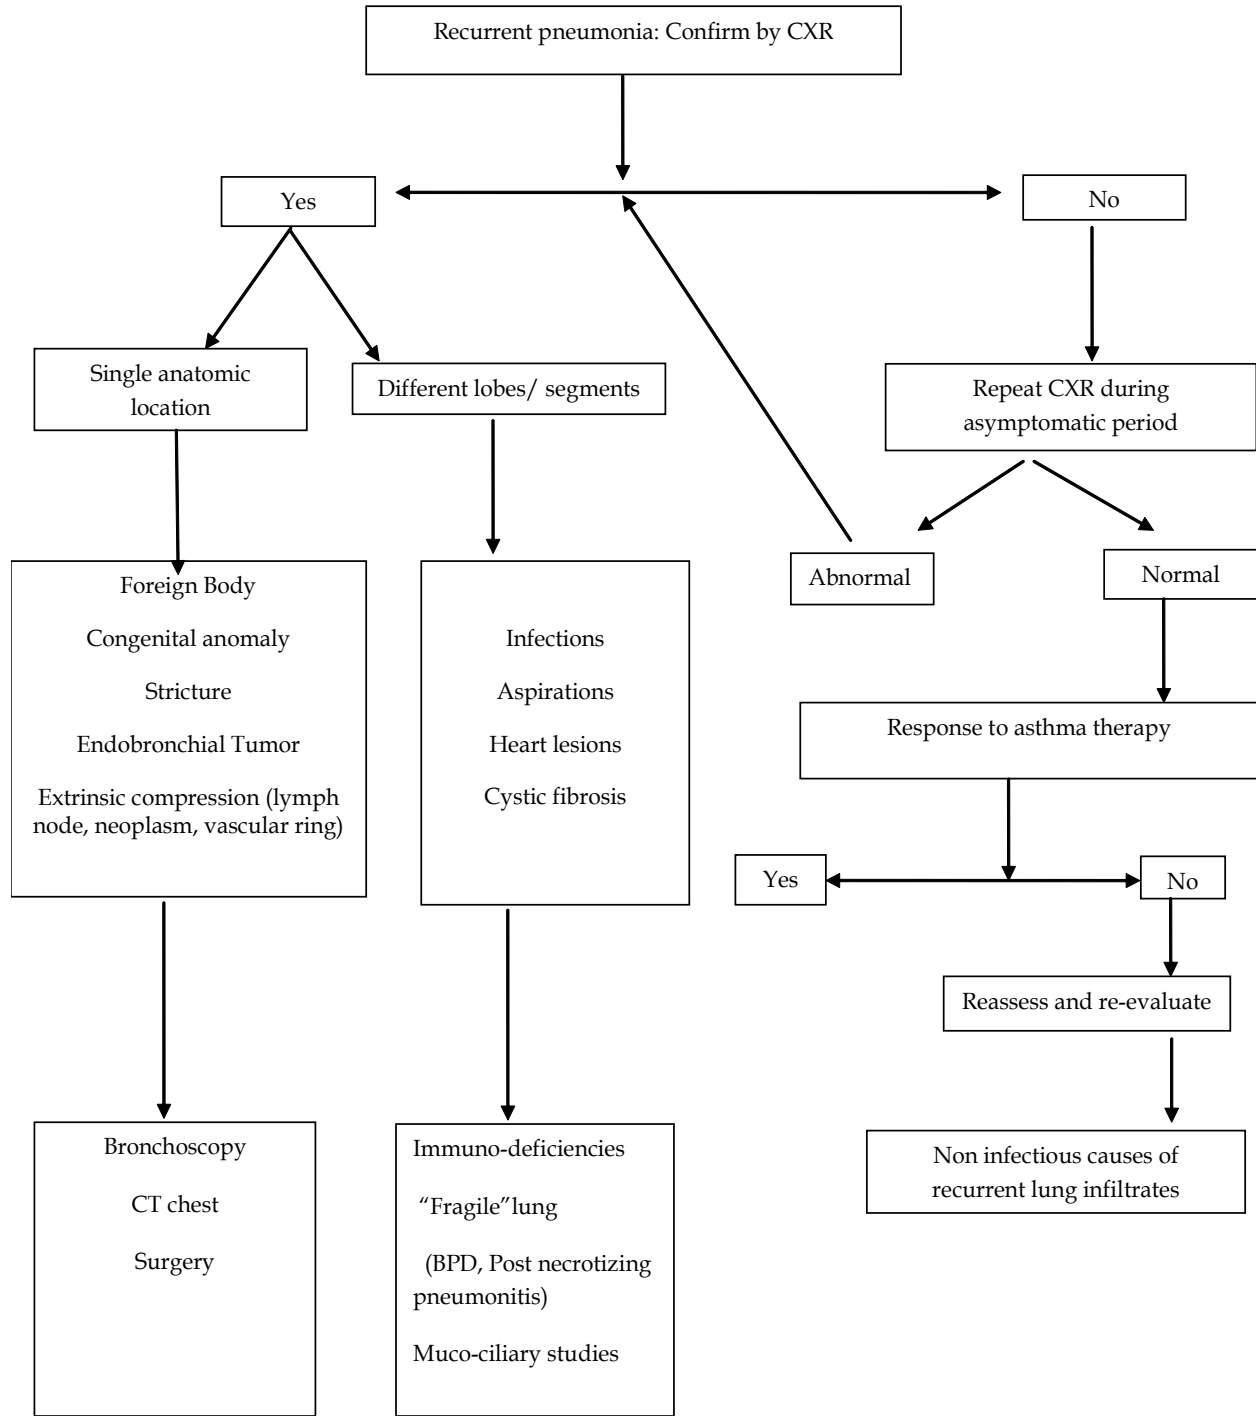 Recurrent pneumonia: Confirm by CXR
Yes
No
Single anatomic
location
Different lobes/ segments
Repeat CXR during
asymptomatic period
Abnormal
Normal
Foreign Body
Congenital anomaly
Stricture
Endobronchial Tumor
Extrinsic compression (lymph
node, neoplasm, vascular ring)
Infections
Aspirations
Heart lesions
Cystic fibrosis
Response to asthma therapy
Yes
No
Reassess and re-evaluate
Bronchoscopy
CT chest
Surgery
Immuno-deficiencies
“Fragile”lung
(BPD, Post necrotizing
pneumonitis)
Muco-ciliary studies
Non infectious causes of
recurrent lung infiltrates